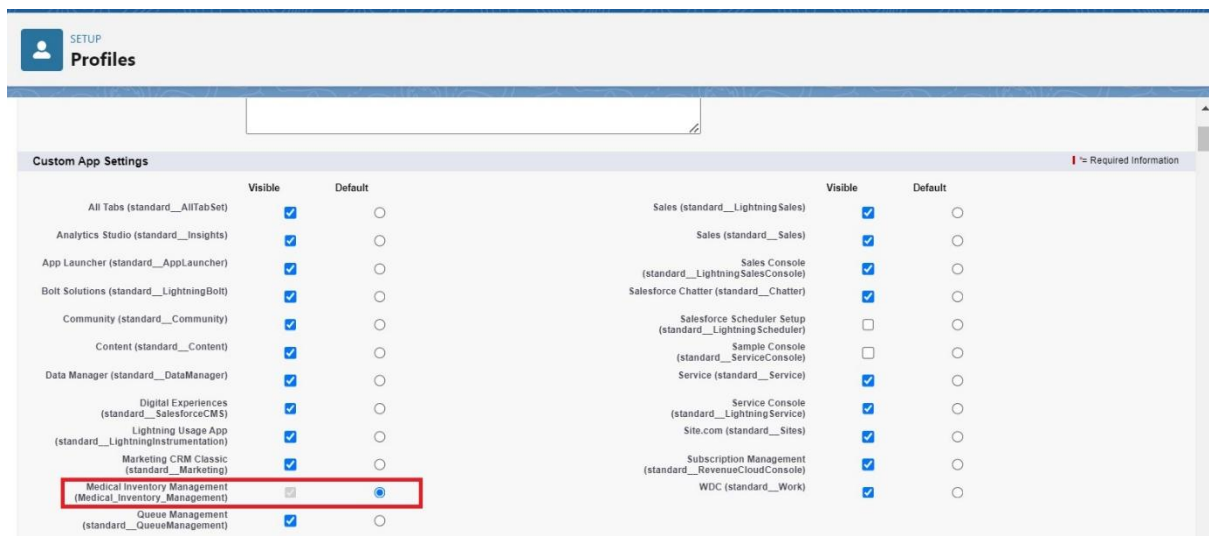 SETUP
Profiles
Custom App Settings
= Required Information
Visible Default
Visible Default
All Tabs (standard__AllTabSet)
Analytics Studio (standard__Insights)
App Launcher (standard__AppLauncher)
Bolt Solutions (standard__LightningBolt)
Community (standard__Community)
Content (standard__Content)
Data Manager (standard__DataManager)
Digital Experiences
(standard__SalesforceCMS)
Lightning Usage App
(standard__LightningInstrumentation)
Marketing CRM Classic
(standard__Marketing)
Medical Inventory Management
(Medical_Inventory_Management)
Queue Management
(standard__QueueManagement)
Sales (standard__LightningSales)
Sales (standard__Sales)
Sales Console
(standard__LightningSalesConsole)
Salesforce Chatter (standard__Chatter)
Salesforce Scheduler Setup
(standard__LightningScheduler)
Sample Console
(standard__ServiceConsole)
Service (standard__Service)
Service Console
(standard__LightningService)
Site.com (standard__Sites)
Subscription Management
(standard__RevenueCloudConsole)
WDC (standard__Work)